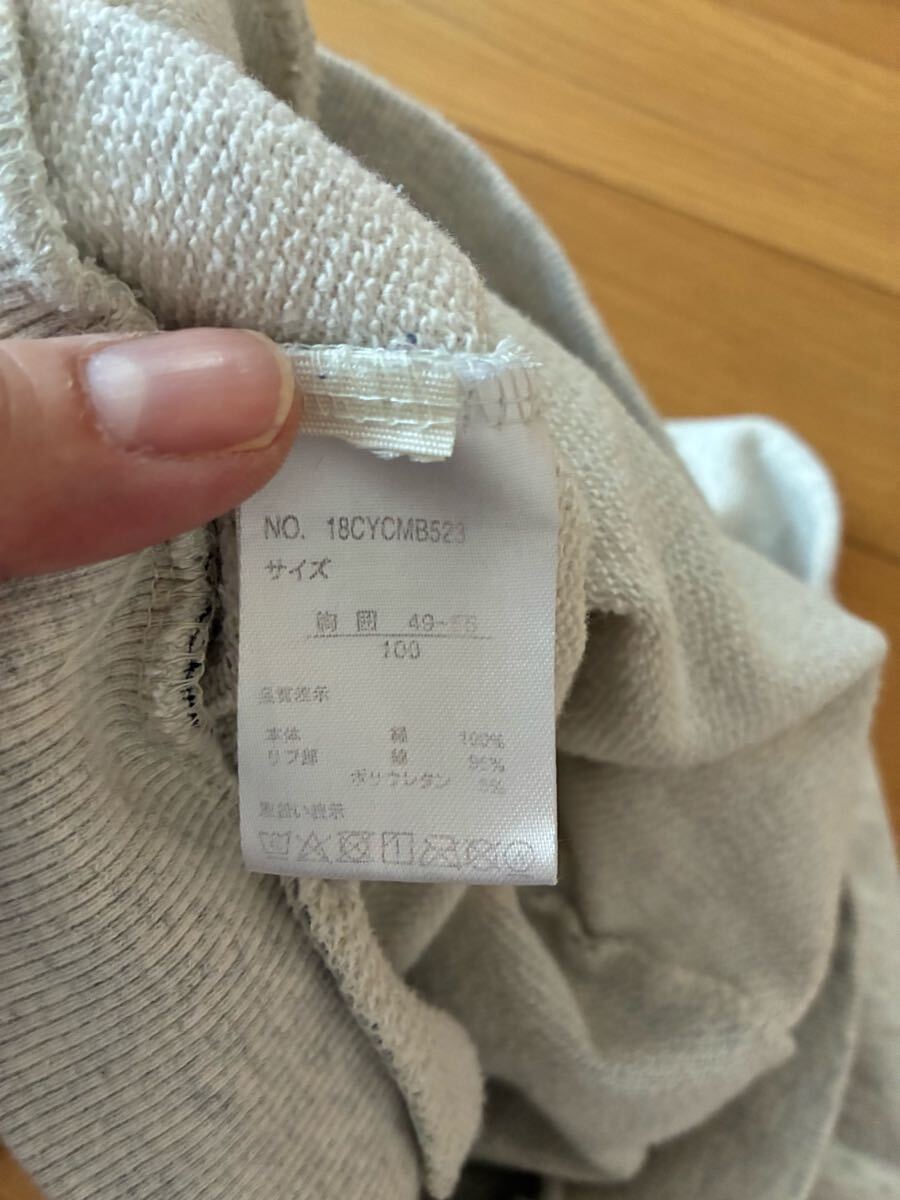 NO. 18CYCMB523
サイズ
胸囲 49-55
100
品質表示
本体 綿 100%
リブ部 綿 95%
ポリウレタン 5%
取扱い表示